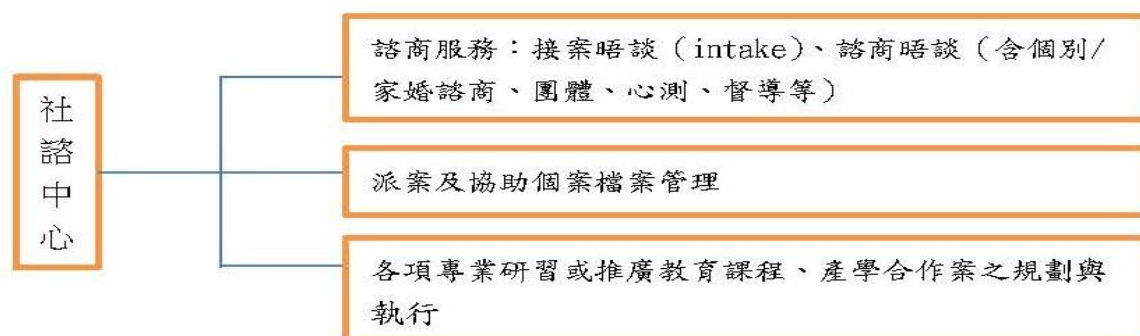 社諮中心
諮商服務：接案晤談（intake）、諮商晤談（含個別/
家婚諮商、團體、心測、督導等）
派案及協助個案檔案管理
各項專業研習或推廣教育課程、產學合作案之規劃與
執行